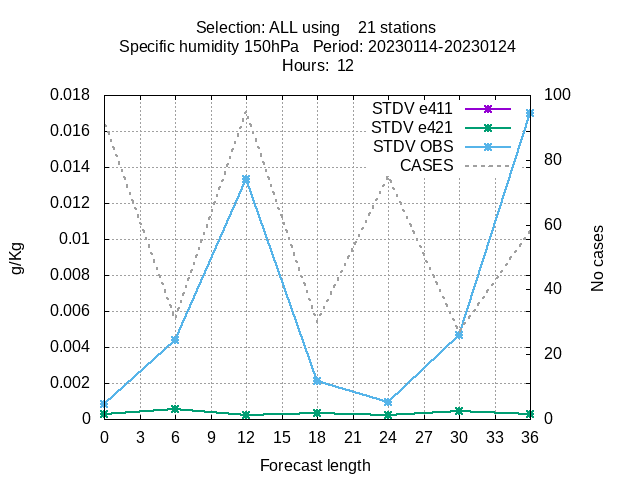 Selection: ALL using    21 stations
Specific humidity 150hPa   Period: 20230114-20230124
Hours:  12
0.018
0.016
0.014
0.012
0.01
0.008
0.006
0.004
0.002
0
g/Kg
STDV e411
STDV e421
STDV OBS
CASES
100
80
60
40
20
0
No cases
0 3 6 9 12 15 18 21 24 27 30 33 36
Forecast length